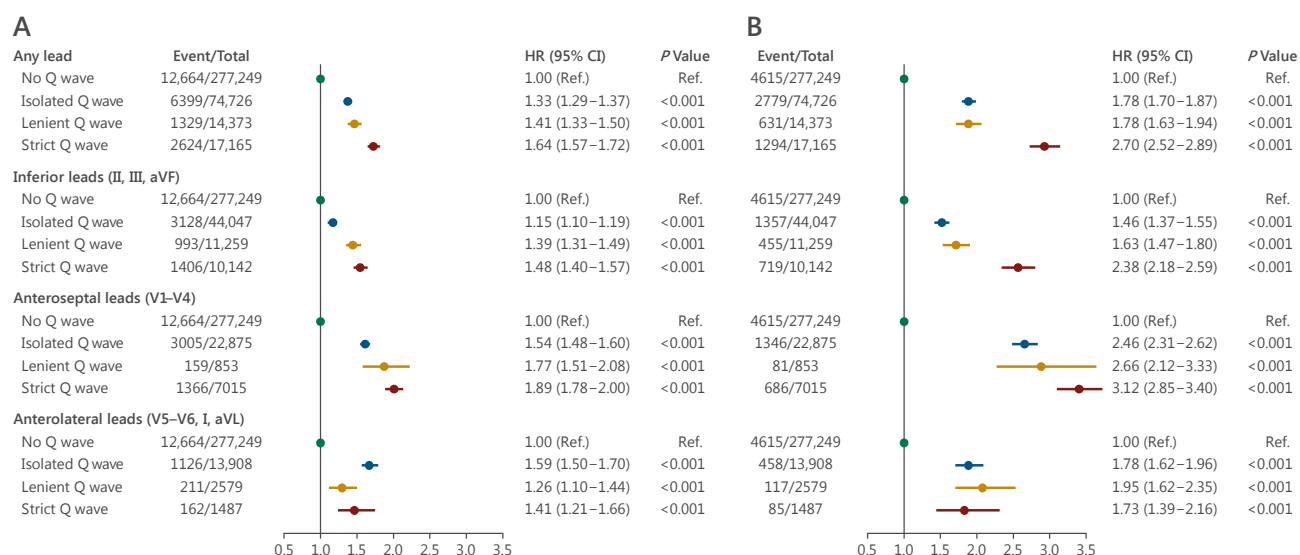 A
Any lead Event/Total HR (95% CI) P Value
No Q wave 12,664/277,249 1.00 (Ref.) Ref.
Isolated Q wave 6399/74,726 1.33 (1.29–1.37) <0.001
Lenient Q wave 1329/14,373 1.41 (1.33–1.50) <0.001
Strict Q wave 2624/17,165 1.64 (1.57–1.72) <0.001
Inferior leads (II, III, aVF)
No Q wave 12,664/277,249 1.00 (Ref.) Ref.
Isolated Q wave 3128/44,047 1.15 (1.10–1.19) <0.001
Lenient Q wave 993/11,259 1.39 (1.31–1.49) <0.001
Strict Q wave 1406/10,142 1.48 (1.40–1.57) <0.001
Anteroseptal leads (V1–V4)
No Q wave 12,664/277,249 1.00 (Ref.) Ref.
Isolated Q wave 3005/22,875 1.54 (1.48–1.60) <0.001
Lenient Q wave 159/853 1.77 (1.51–2.08) <0.001
Strict Q wave 1366/7015 1.89 (1.78–2.00) <0.001
Anterolateral leads (V5–V6, I, aVL)
No Q wave 12,664/277,249 1.00 (Ref.) Ref.
Isolated Q wave 1126/13,908 1.59 (1.50–1.70) <0.001
Lenient Q wave 211/2579 1.26 (1.10–1.44) <0.001
Strict Q wave 162/1487 1.41 (1.21–1.66) <0.001
0.5 1.0 1.5 2.0 2.5 3.0 3.5
B
Event/Total HR (95% CI) P Value
4615/277,249 1.00 (Ref.) Ref.
2779/74,726 1.78 (1.70–1.87) <0.001
631/14,373 1.78 (1.63–1.94) <0.001
1294/17,165 2.70 (2.52–2.89) <0.001
4615/277,249 1.00 (Ref.) Ref.
1357/44,047 1.46 (1.37–1.55) <0.001
455/11,259 1.63 (1.47–1.80) <0.001
719/10,142 2.38 (2.18–2.59) <0.001
4615/277,249 1.00 (Ref.) Ref.
1346/22,875 2.46 (2.31–2.62) <0.001
81/853 2.66 (2.12–3.33) <0.001
686/7015 3.12 (2.85–3.40) <0.001
4615/277,249 1.00 (Ref.) Ref.
458/13,908 1.78 (1.62–1.96) <0.001
117/2579 1.95 (1.62–2.35) <0.001
85/1487 1.73 (1.39–2.16) <0.001
0.5 1.0 1.5 2.0 2.5 3.0 3.5